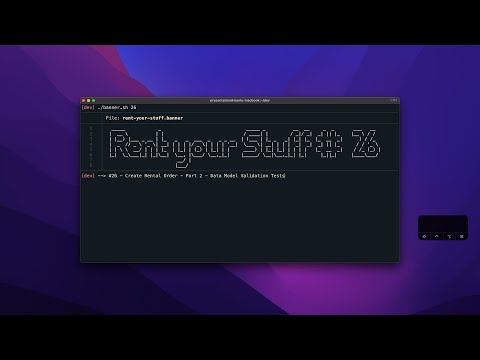 [dev] ./banner.sh 26
File: rent-your-stuff.banner
Rent your Stuff # 26
[dev] --> #26 - Create Rental Order - Part 2 - Data Model Validation Tests